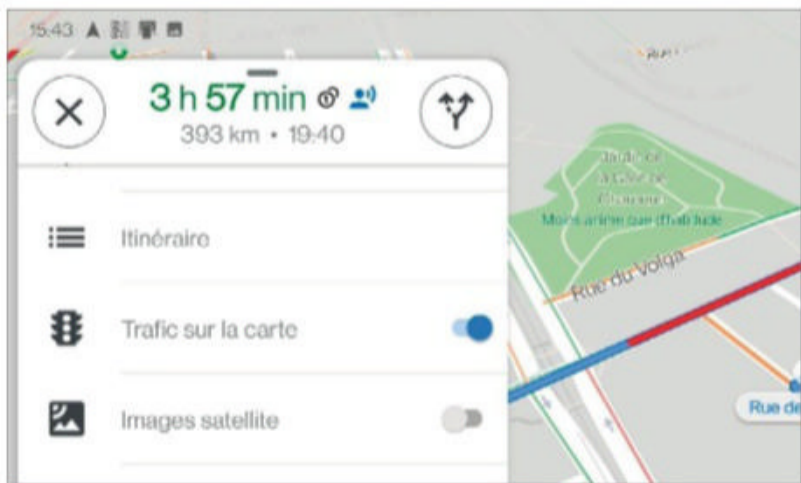 15:43
3 h 57 min
393 km • 19:40
Itinéraire
Trafic sur la carte
Images satellite
Jardin de
la Gare de
Charonne
Moins animé que d'habitude
Rue du Volga
Rue de